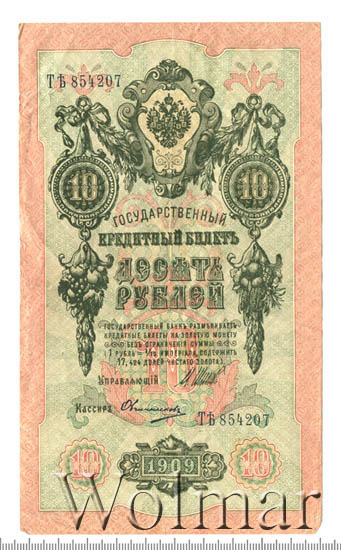 ТѢ 854207
10 10
ГОСУДАРСТВЕННЫЙ
КРЕДИТНЫЙ БИЛЕТЪ
ДЕСЯТЬ
РУБЛЕЙ
ГОСУДАРСТВЕННЫЙ БАНКЪ РАЗМѢНИВАЕТЪ
КРЕДИТНЫЕ БИЛЕТЫ НА ЗОЛОТУЮ МОНЕТУ
БЕЗЪ ОГРАНИЧЕНІЯ СУММЫ
(1 РУБЛЬ = 1/15 ИМПЕРІАЛА, СОДЕРЖИТЪ
17,424 ДОЛЕЙ ЧИСТАГО ЗОЛОТА.)
Управляющій
Кассиръ
ТѢ 854207
10 1909 10
Wolmar